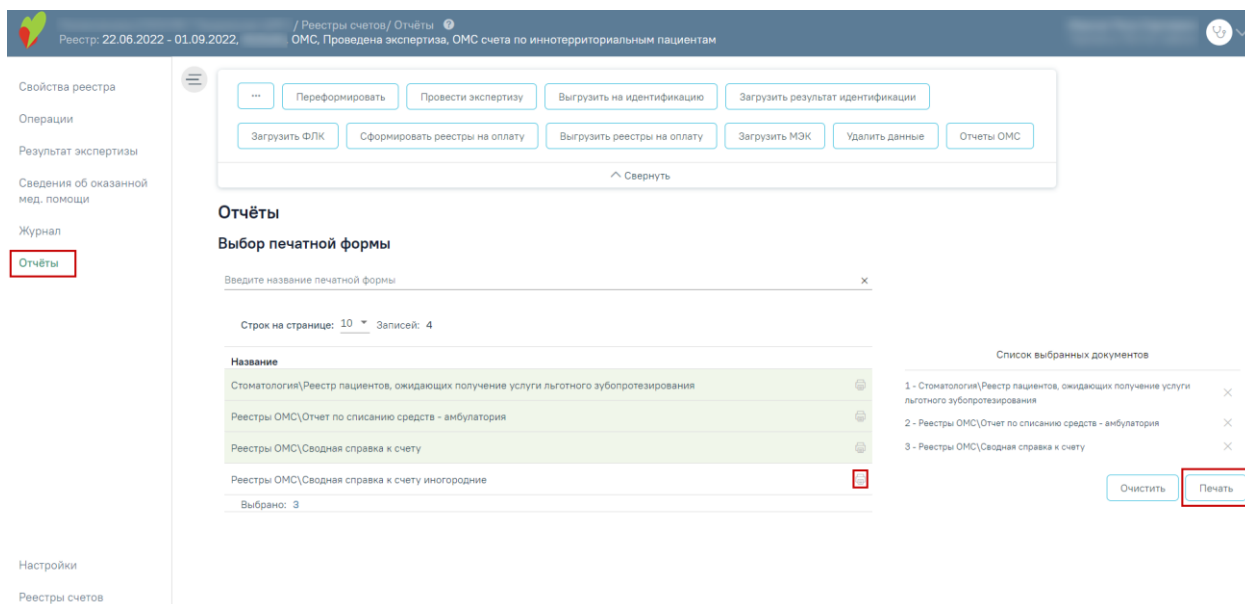 / Реестры счетов/ Отчёты ?
Реестр: 22.06.2022 - 01.09.2022, ОМС, Проведена экспертиза, ОМС счета по иннотерриториальным пациентам
Свойства реестра
Операции
Результат экспертизы
Сведения об оказанной
мед. помощи
Журнал
Отчёты
Настройки
Реестры счетов
... Переформировать Провести экспертизу Выгрузить на идентификацию Загрузить результат идентификации
Загрузить ФЛК Сформировать реестры на оплату Выгрузить реестры на оплату Загрузить МЭК Удалить данные Отчеты ОМС
Свернуть
Отчёты
Выбор печатной формы
Введите название печатной формы
Строк на странице: 10 Записей: 4
Название
Стоматология\Реестр пациентов, ожидающих получение услуги льготного зубопротезирования
Реестры ОМС\Отчет по списанию средств - амбулатория
Реестры ОМС\Сводная справка к счету
Реестры ОМС\Сводная справка к счету иногородние
Выбрано: 3
Список выбранных документов
1 - Стоматология\Реестр пациентов, ожидающих получение услуги
льготного зубопротезирования
2 - Реестры ОМС\Отчет по списанию средств - амбулатория
3 - Реестры ОМС\Сводная справка к счету
Очистить Печать